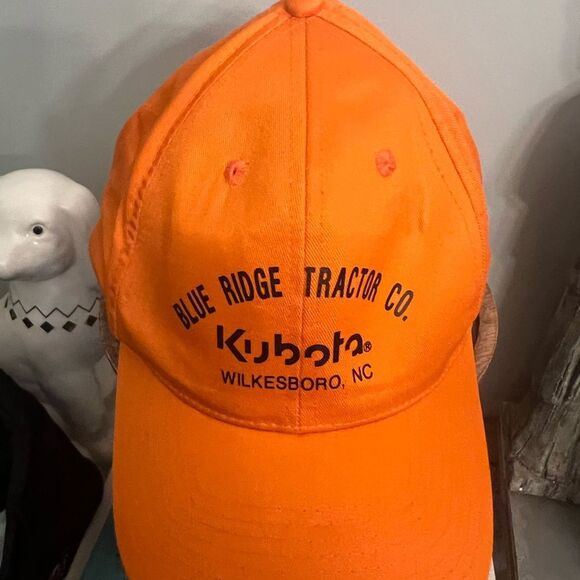 BLUE RIDGE TRACTOR CO.
Kubota®
WILKESBORO, NC